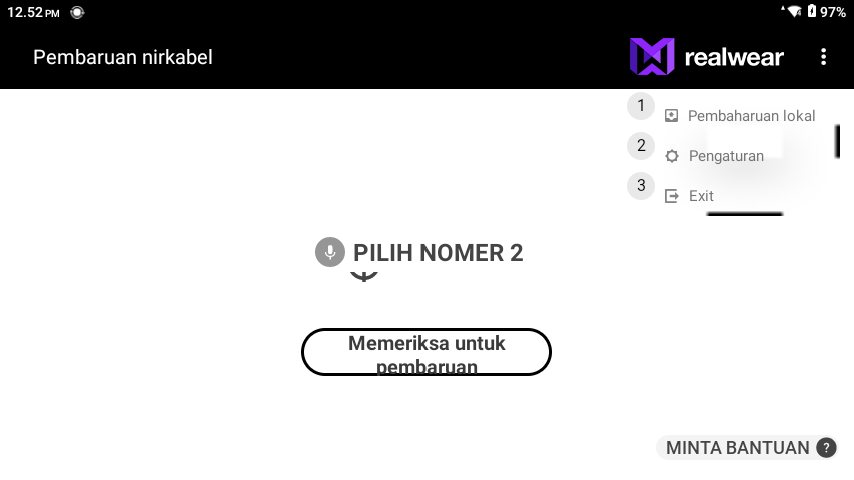 12.52 PM
97%
Pembaruan nirkabel
realwear
1 Pembaharuan lokal
2 Pengaturan
3 Exit
PILIH NOMER 2
Memeriksa untuk
pembaruan
MINTA BANTUAN ?